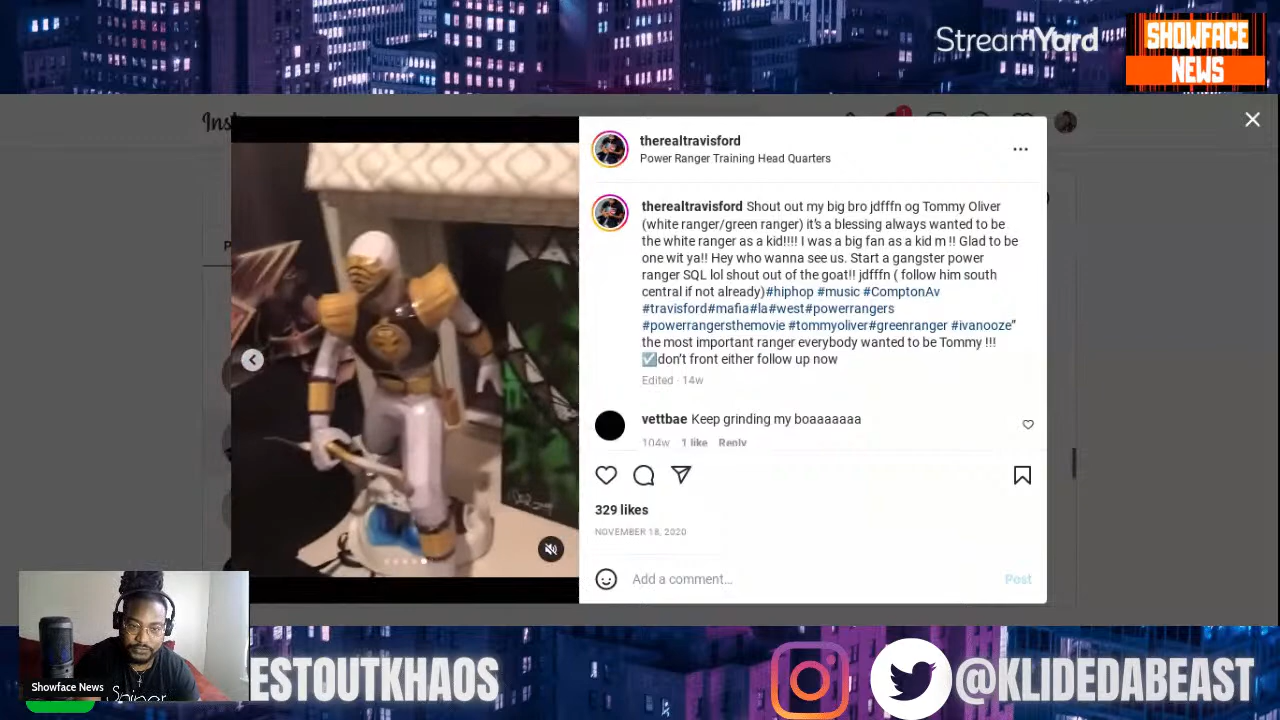 StreamYard
SHOWFACE
NEWS
1
therealtravisford
Power Ranger Training Head Quarters
therealtravisford Shout out my big bro jdfffn og Tommy Oliver
(white ranger/green ranger) it's a blessing always wanted to be
the white ranger as a kid!!!! I was a big fan as a kid m !! Glad to be
one wit ya!! Hey who wanna see us. Start a gangster power
ranger SQL lol shout out of the goat!! jdfffn ( follow him south
central if not already)#hiphop #music #ComptonAv
#travisford#mafia#la#west#powerrangers
#powerrangersthemovie #tommyoliver#greenranger #ivanooze”
the most important ranger everybody wanted to be Tommy !!!
☑️don't front either follow up now
Edited · 14w
vettbae Keep grinding my boaaaaaaa
104w 1 like Reply
329 likes
NOVEMBER 18, 2020
Add a comment... Post
Showface News
ESTOUTKHAOS
@KLIDEDABEAST